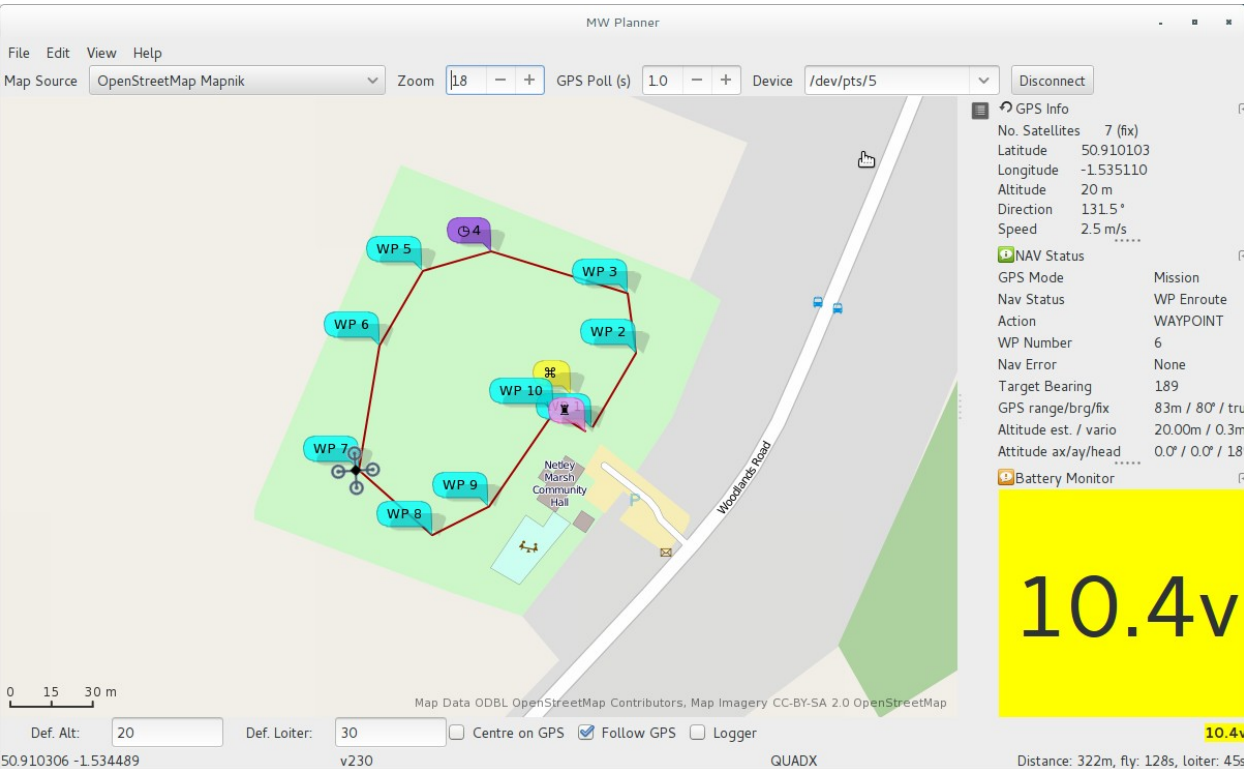 MW Planner
File Edit View Help
Map Source OpenStreetMap Mapnik Zoom 18 − + GPS Poll (s) 1.0 − + Device /dev/pts/5 Disconnect
GPS Info
No. Satellites 7 (fix)
Latitude 50.910103
Longitude -1.535110
Altitude 20 m
Direction 131.5°
Speed 2.5 m/s
NAV Status
GPS Mode Mission
Nav Status WP Enroute
Action WAYPOINT
WP Number 6
Nav Error None
Target Bearing 189
GPS range/brg/fix 83m / 80° / tru
Altitude est. / vario 20.00m / 0.3m
Attitude ax/ay/head 0.0° / 0.0° / 18
Battery Monitor
10.4v
4
WP 5
WP 3
WP 6
WP 2
⌘
WP 10
WP 7
WP 9
WP 8
Netley
Marsh
Community
Hall
P
Woodlands Road
0 15 30 m
Map Data ODBL OpenStreetMap Contributors, Map Imagery CC-BY-SA 2.0 OpenStreetMap
Def. Alt: 20 Def. Loiter: 30 Centre on GPS Follow GPS Logger 10.4v
50.910306 -1.534489 v230 QUADX Distance: 322m, fly: 128s, loiter: 45s